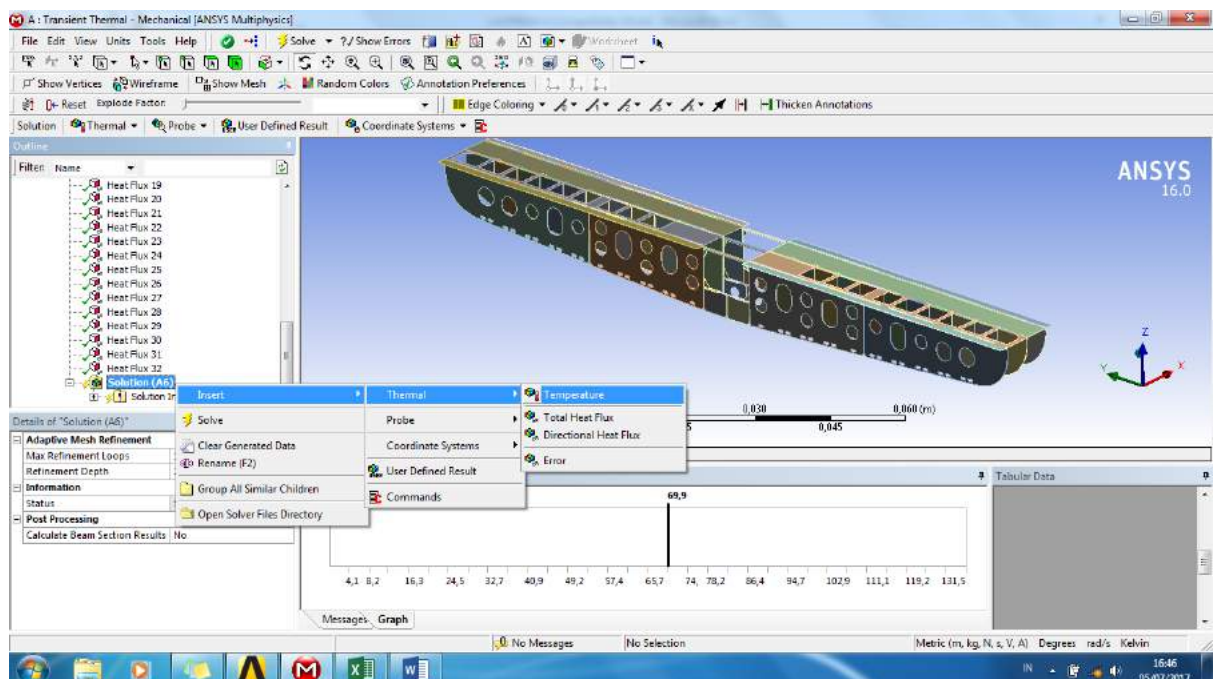 A : Transient Thermal - Mechanical [ANSYS Multiphysics]
File Edit View Units Tools Help Solve ?/ Show Errors Worksheet
Show Vertices Wireframe Show Mesh Random Colors Annotation Preferences
Reset Explode Factor: Edge Coloring Thicken Annotations
Solution Thermal Probe User Defined Result Coordinate Systems
Outline
Filter: Name
Heat Flux 19
Heat Flux 20
Heat Flux 21
Heat Flux 22
Heat Flux 23
Heat Flux 24
Heat Flux 25
Heat Flux 26
Heat Flux 27
Heat Flux 28
Heat Flux 29
Heat Flux 30
Heat Flux 31
Heat Flux 32
Solution (A6)
Solution In
ANSYS
16.0
Z
Y
X
0,030 0,060 (m)
0,045
Insert
Solve
Clear Generated Data
Rename (F2)
Group All Similar Children
Open Solver Files Directory
Thermal
Probe
Coordinate Systems
User Defined Result
Commands
Temperature
Total Heat Flux
Directional Heat Flux
Error
Details of "Solution (A6)"
Adaptive Mesh Refinement
Max Refinement Loops
Refinement Depth
Information
Status
Post Processing
Calculate Beam Section Results No
Tabular Data
69,9
4,1 8,2 16,3 24,5 32,7 40,9 49,2 57,4 65,7 74, 78,2 86,4 94,7 102,9 111,1 119,2 131,5
Messages Graph
0 No Messages No Selection Metric (m, kg, N, s, V, A) Degrees rad/s Kelvin
IN 16:46
05/07/2017